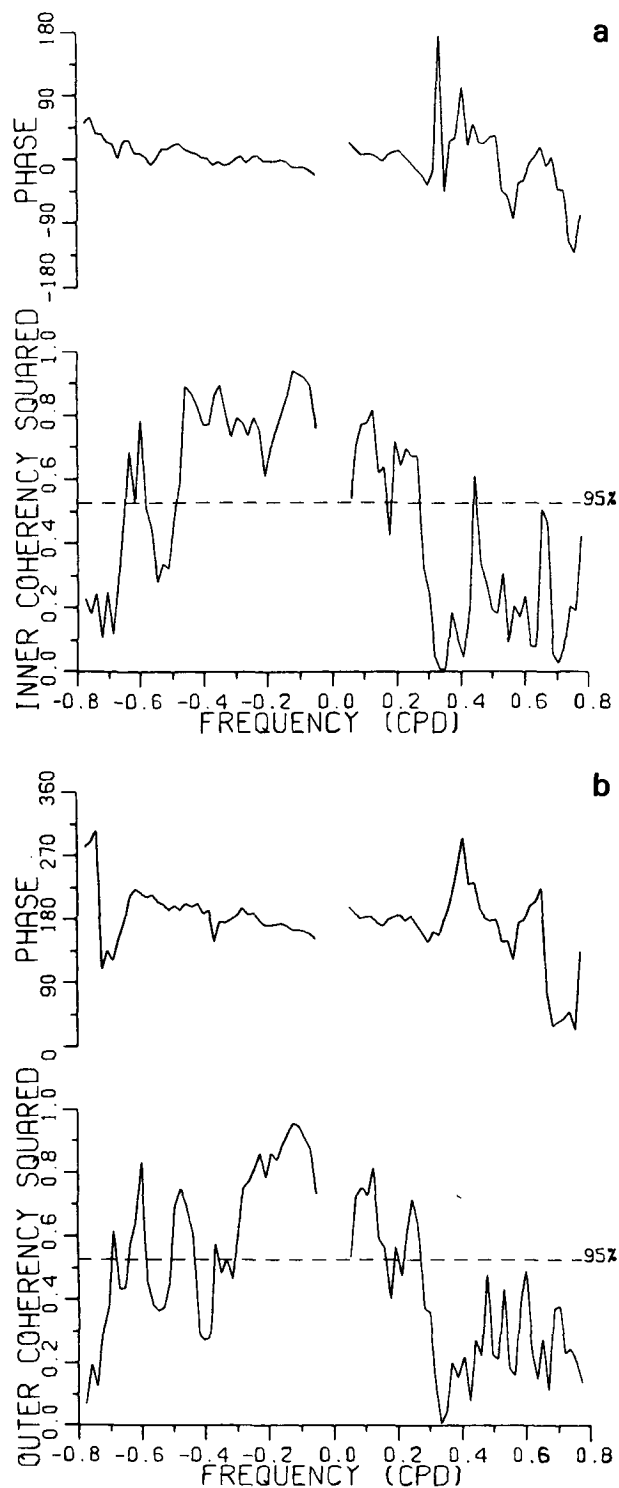 a
180
90
0
-90
-180
PHASE
1.0
0.8
0.6
0.4
0.2
0.0
INNER COHERENCY SQUARED
95%
-0.8 -0.6 -0.4 -0.2 0.0 0.2 0.4 0.6 0.8
FREQUENCY (CPD)
b
360
270
180
90
0
PHASE
1.0
0.8
0.6
0.4
0.2
0.0
OUTER COHERENCY SQUARED
95%
-0.8 -0.6 -0.4 -0.2 0.0 0.2 0.4 0.6 0.8
FREQUENCY (CPD)